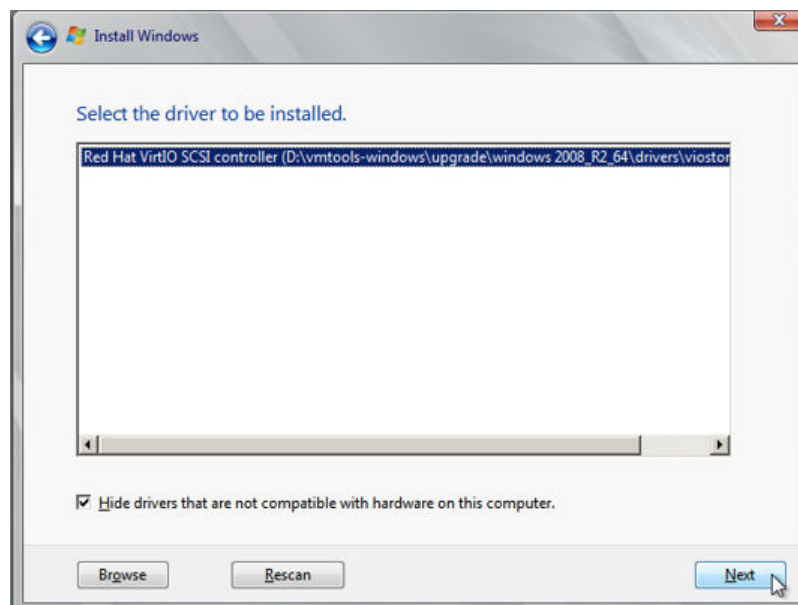 Install Windows
Select the driver to be installed.
Red Hat VirtIO SCSI controller (D:\vmtools-windows\upgrade\windows 2008_R2_64\drivers\viostor
Hide drivers that are not compatible with hardware on this computer.
Browse
Rescan
Next